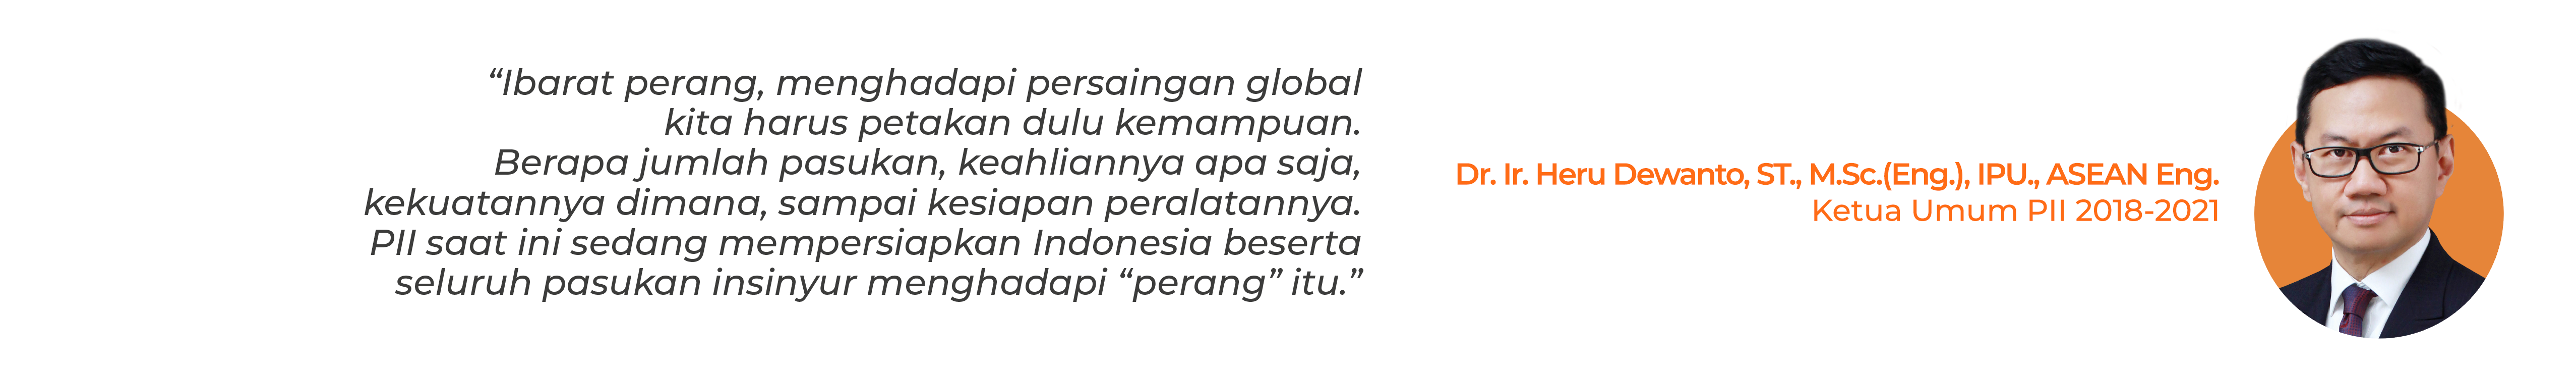 “Ibarat perang, menghadapi persaingan global
kita harus petakan dulu kemampuan.
Berapa jumlah pasukan, keahliannya apa saja,
kekuatannya dimana, sampai kesiapan peralatannya.
PII saat ini sedang mempersiapkan Indonesia beserta
seluruh pasukan insinyur menghadapi “perang” itu.”
Dr. Ir. Heru Dewanto, ST., M.Sc.(Eng.), IPU., ASEAN Eng.
Ketua Umum PII 2018-2021